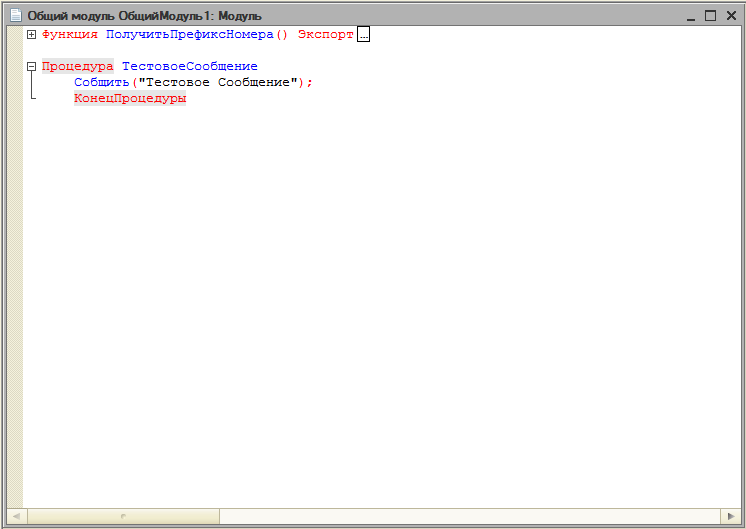 Общий модуль ОбщийМодуль1: Модуль
Функция ПолучитьПрефиксНомера() Экспорт...
Процедура ТестовоеСообщение
Собщить("Тестовое Сообщение");
КонецПроцедуры